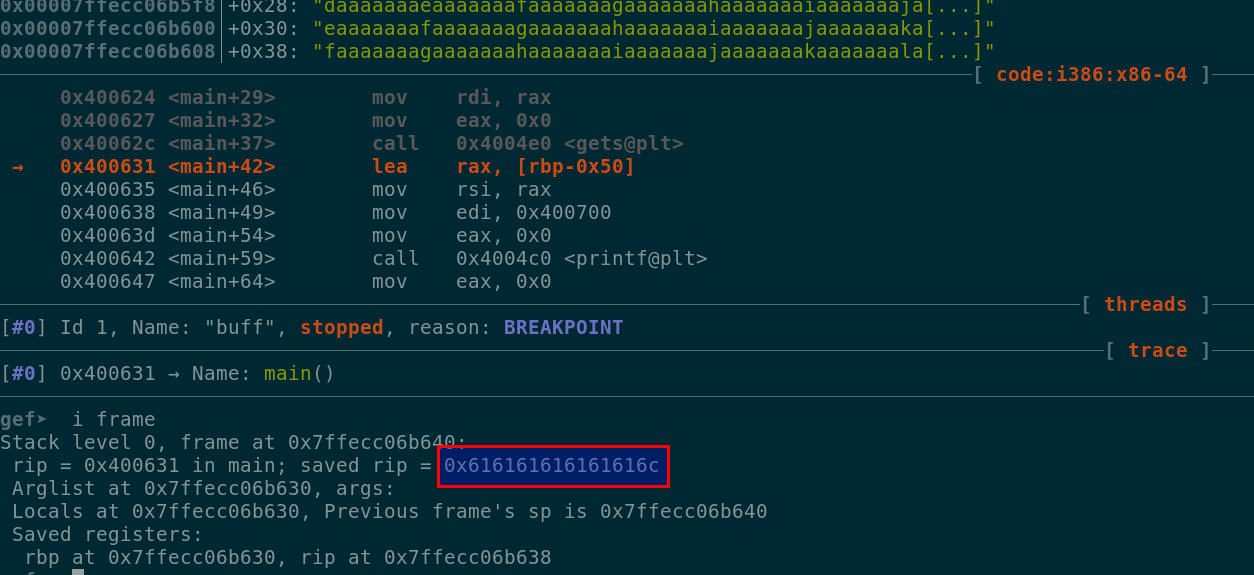 0x00007ffecc06b5f8│+0x28: "daaaaaaaeaaaaaaafaaaaaaagaaaaaaahaaaaaaaiaaaaaaaja[...]"
0x00007ffecc06b600│+0x30: "eaaaaaaafaaaaaaagaaaaaaahaaaaaaaiaaaaaaajaaaaaaaka[...]"
0x00007ffecc06b608│+0x38: "faaaaaaagaaaaaaahaaaaaaaiaaaaaaajaaaaaaakaaaaaaala[...]"
[ code:i386:x86-64 ]
0x400624 <main+29> mov rdi, rax
0x400627 <main+32> mov eax, 0x0
0x40062c <main+37> call 0x4004e0 <gets@plt>
→ 0x400631 <main+42> lea rax, [rbp-0x50]
0x400635 <main+46> mov rsi, rax
0x400638 <main+49> mov edi, 0x400700
0x40063d <main+54> mov eax, 0x0
0x400642 <main+59> call 0x4004c0 <printf@plt>
0x400647 <main+64> mov eax, 0x0
[ threads ]
[#0] Id 1, Name: "buff", stopped, reason: BREAKPOINT
[ trace ]
[#0] 0x400631 → Name: main()
gef➤ i frame
Stack level 0, frame at 0x7ffecc06b640:
rip = 0x400631 in main; saved rip = 0x616161616161616c
Arglist at 0x7ffecc06b630, args:
Locals at 0x7ffecc06b630, Previous frame's sp is 0x7ffecc06b640
Saved registers:
rbp at 0x7ffecc06b630, rip at 0x7ffecc06b638